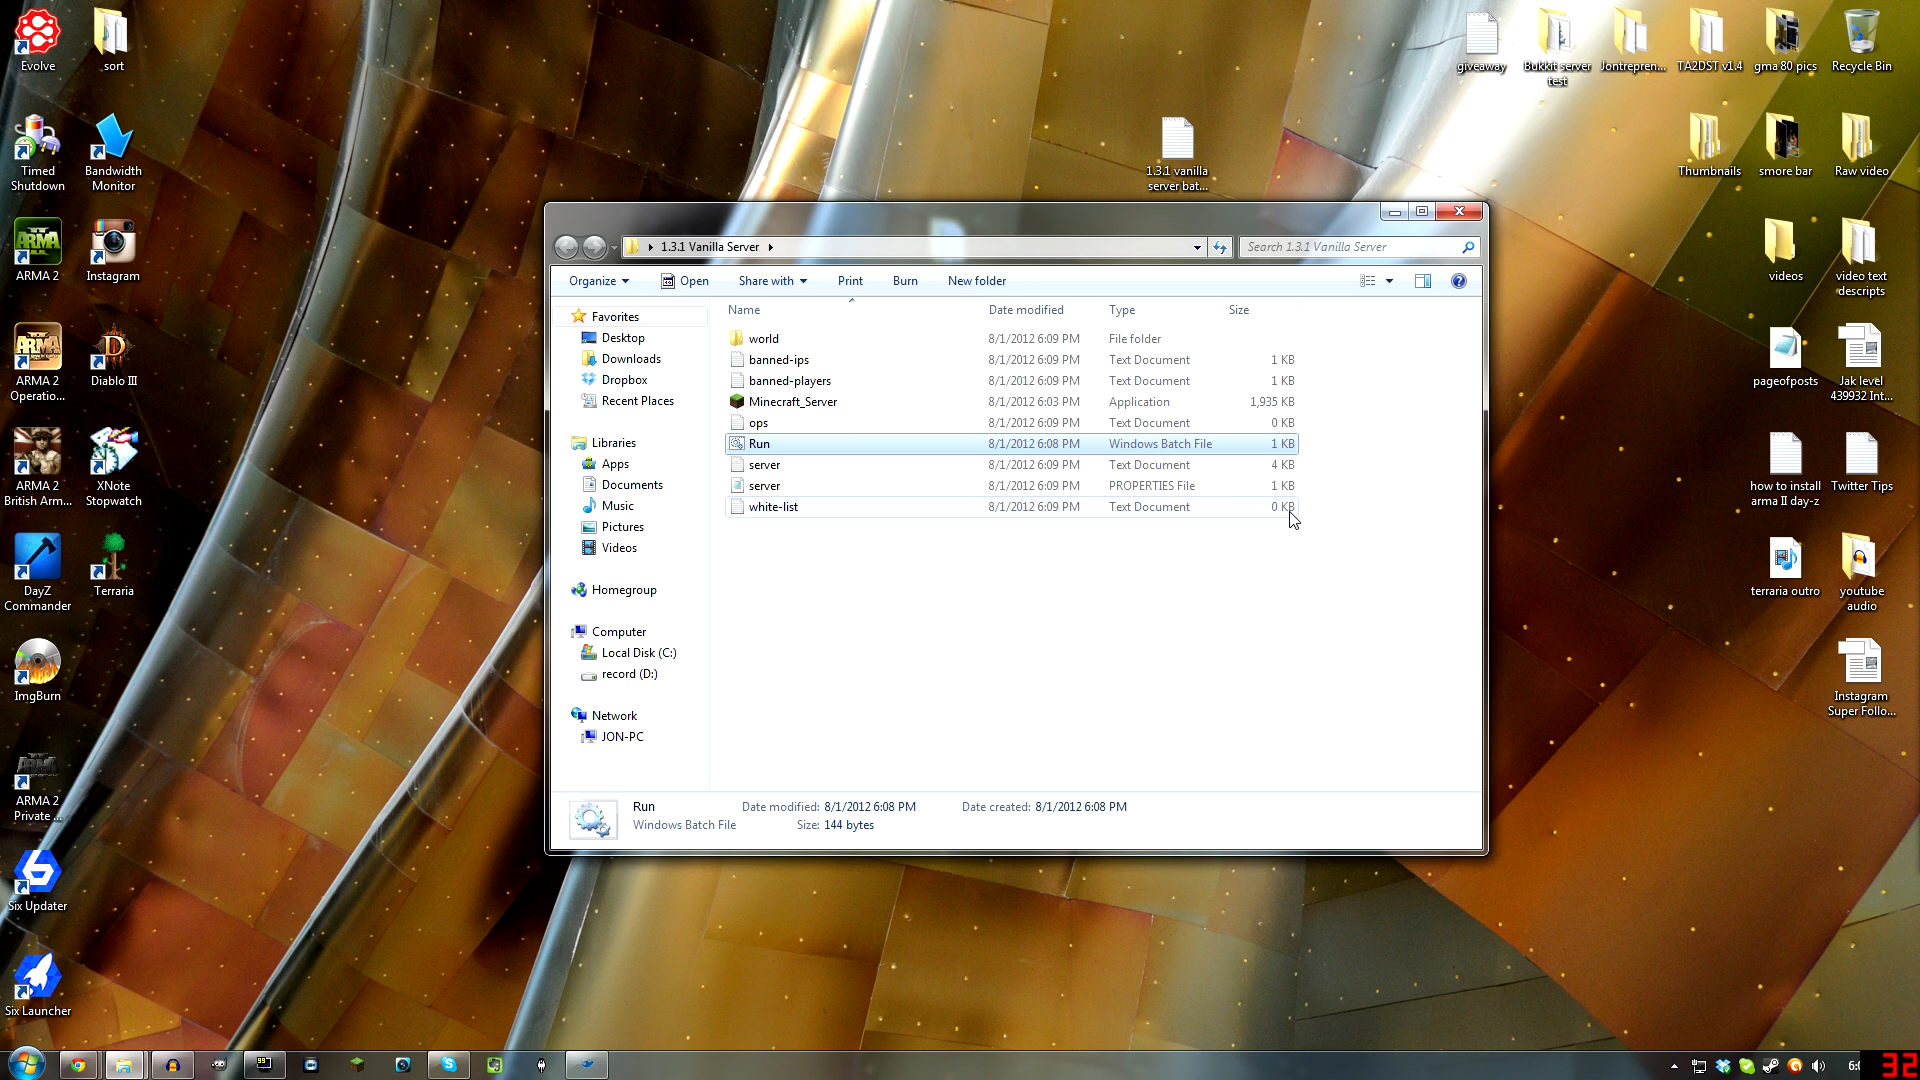 Evolve
sort
Timed
Shutdown
Bandwidth
Monitor
ARMA 2
Instagram
ARMA 2
Operatio...
Diablo III
ARMA 2
British Arm...
XNote
Stopwatch
DayZ
Commander
Terraria
ImgBurn
ARMA 2
Private ...
Six Updater
Six Launcher
giveaway
Bukkit server
test
Jontrepren...
TA2DST v1.4
gma 80 pics
Recycle Bin
1.3.1 vanilla
server bat...
Thumbnails
smore bar
Raw video
videos
video text
descripts
pageofposts
Jak level
439932 Int...
how to install
arma II day-z
Twitter Tips
terraria outro
youtube
audio
Instagram
Super Follo...
1.3.1 Vanilla Server
Search 1.3.1 Vanilla Server
Organize Open Share with Print Burn New folder
Favorites
Desktop
Downloads
Dropbox
Recent Places
Libraries
Apps
Documents
Music
Pictures
Videos
Homegroup
Computer
Local Disk (C:)
record (D:)
Network
JON-PC
Name Date modified Type Size
world 8/1/2012 6:09 PM File folder
banned-ips 8/1/2012 6:09 PM Text Document 1 KB
banned-players 8/1/2012 6:09 PM Text Document 1 KB
Minecraft_Server 8/1/2012 6:03 PM Application 1,935 KB
ops 8/1/2012 6:09 PM Text Document 0 KB
Run 8/1/2012 6:08 PM Windows Batch File 1 KB
server 8/1/2012 6:09 PM Text Document 4 KB
server 8/1/2012 6:09 PM PROPERTIES File 1 KB
white-list 8/1/2012 6:09 PM Text Document 0 KB
Run Date modified: 8/1/2012 6:08 PM Date created: 8/1/2012 6:08 PM
Windows Batch File Size: 144 bytes
99
32